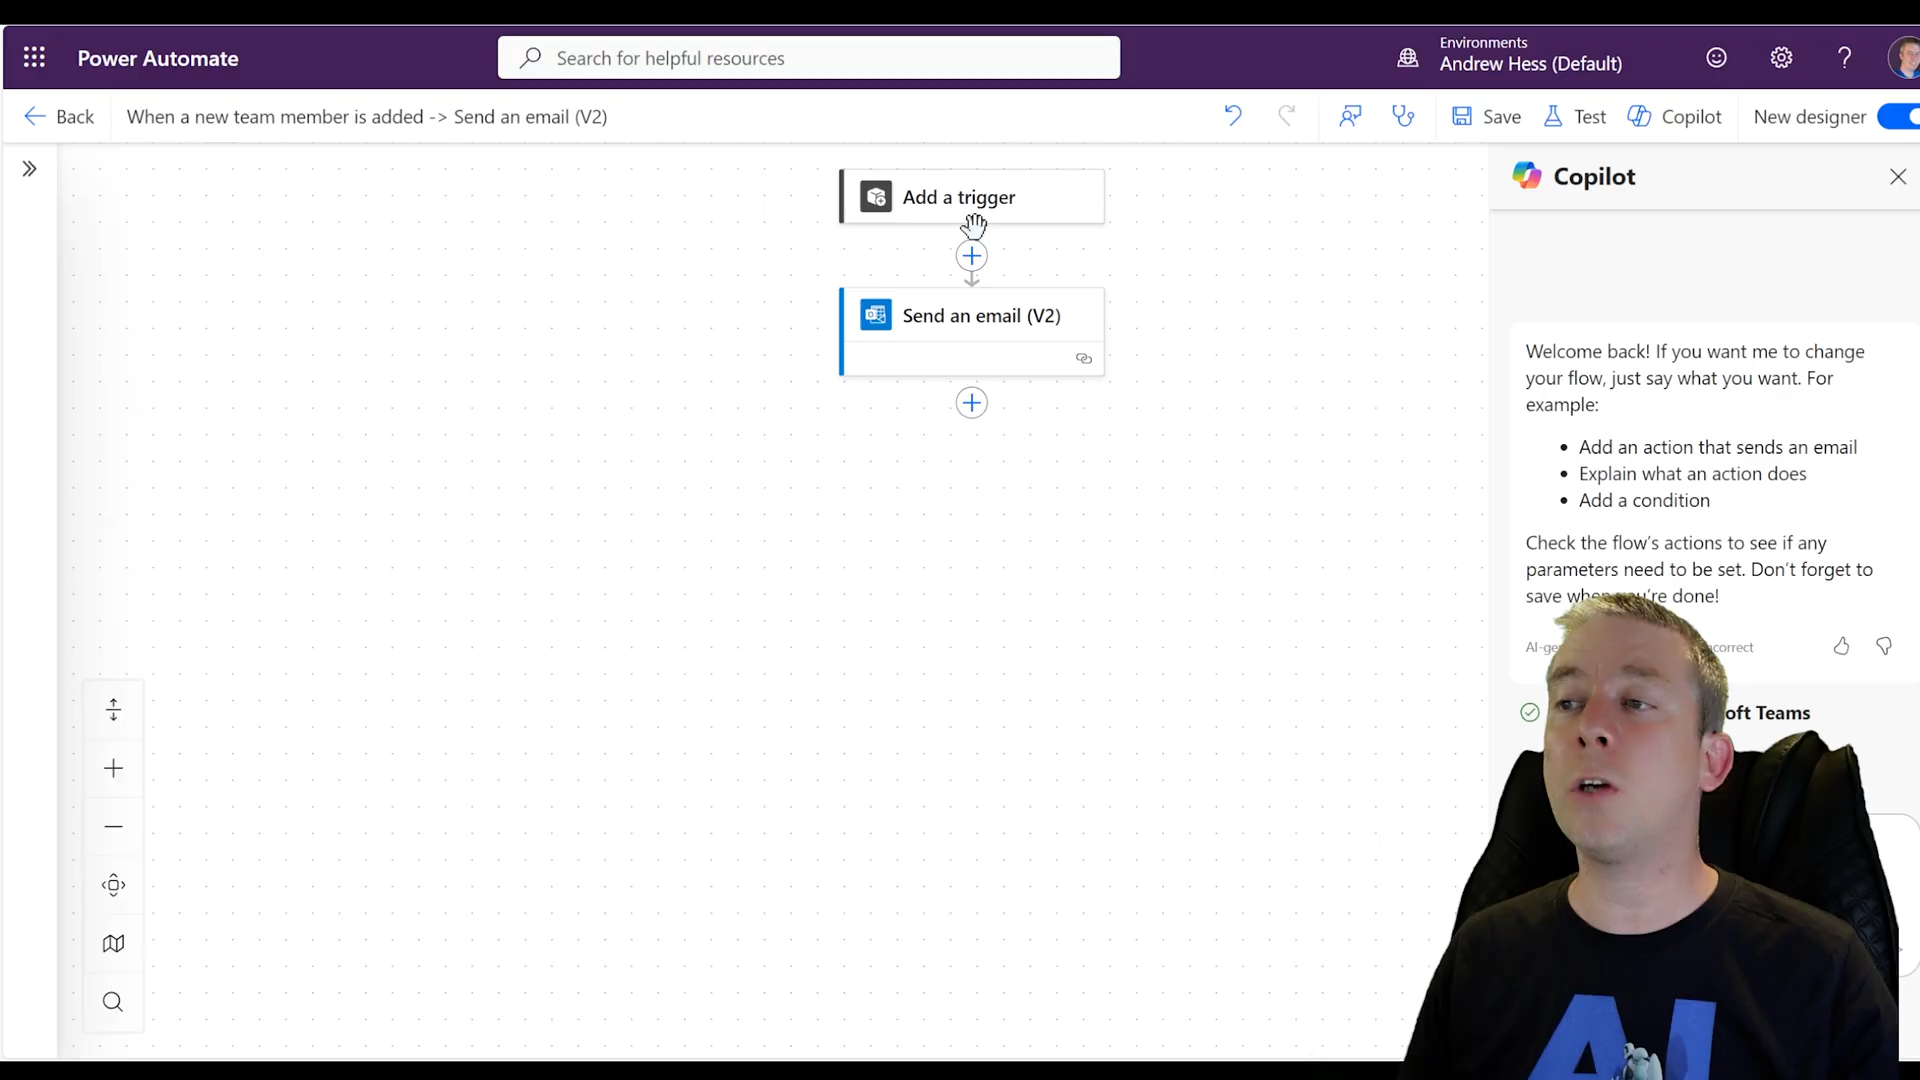 Power Automate
Search for helpful resources
Environments
Andrew Hess (Default)
Back
When a new team member is added -> Send an email (V2)
Save
Test
Copilot
New designer
Add a trigger
Send an email (V2)
Copilot
Welcome back! If you want me to change
your flow, just say what you want. For
example:
• Add an action that sends an email
• Explain what an action does
• Add a condition
Check the flow's actions to see if any
parameters need to be set. Don't forget to
save when you're done!
Teams
AI